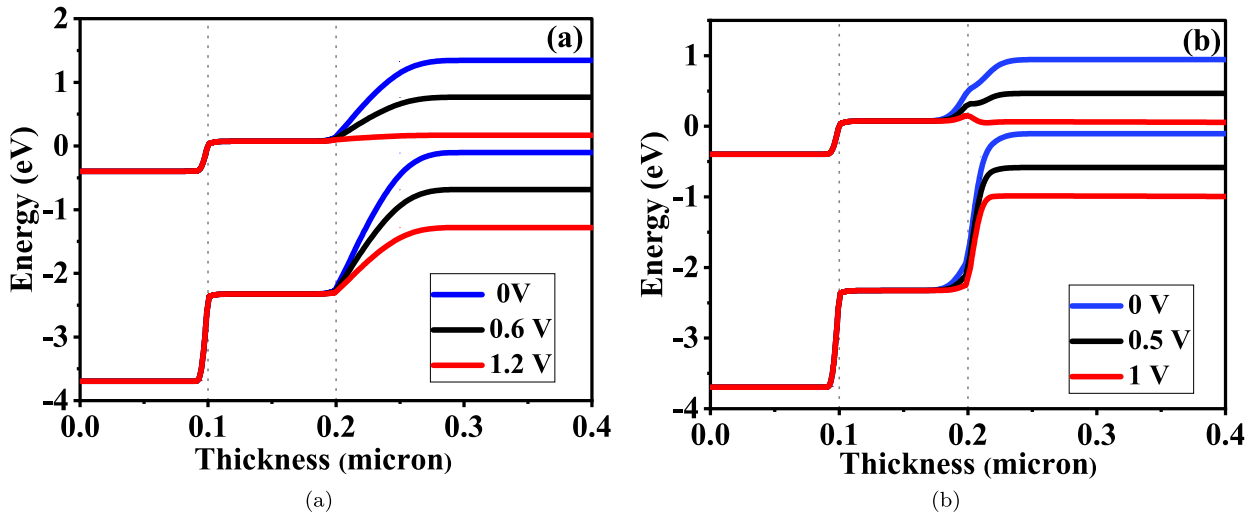 (a)
2
1
0
-1
-2
-3
-4
Energy (eV)
0V
0.6 V
1.2 V
0.0 0.1 0.2 0.3 0.4
Thickness (micron)
(a)
(b)
1
0
-1
-2
-3
-4
Energy (eV)
0 V
0.5 V
1 V
0.0 0.1 0.2 0.3 0.4
Thickness (micron)
(b)